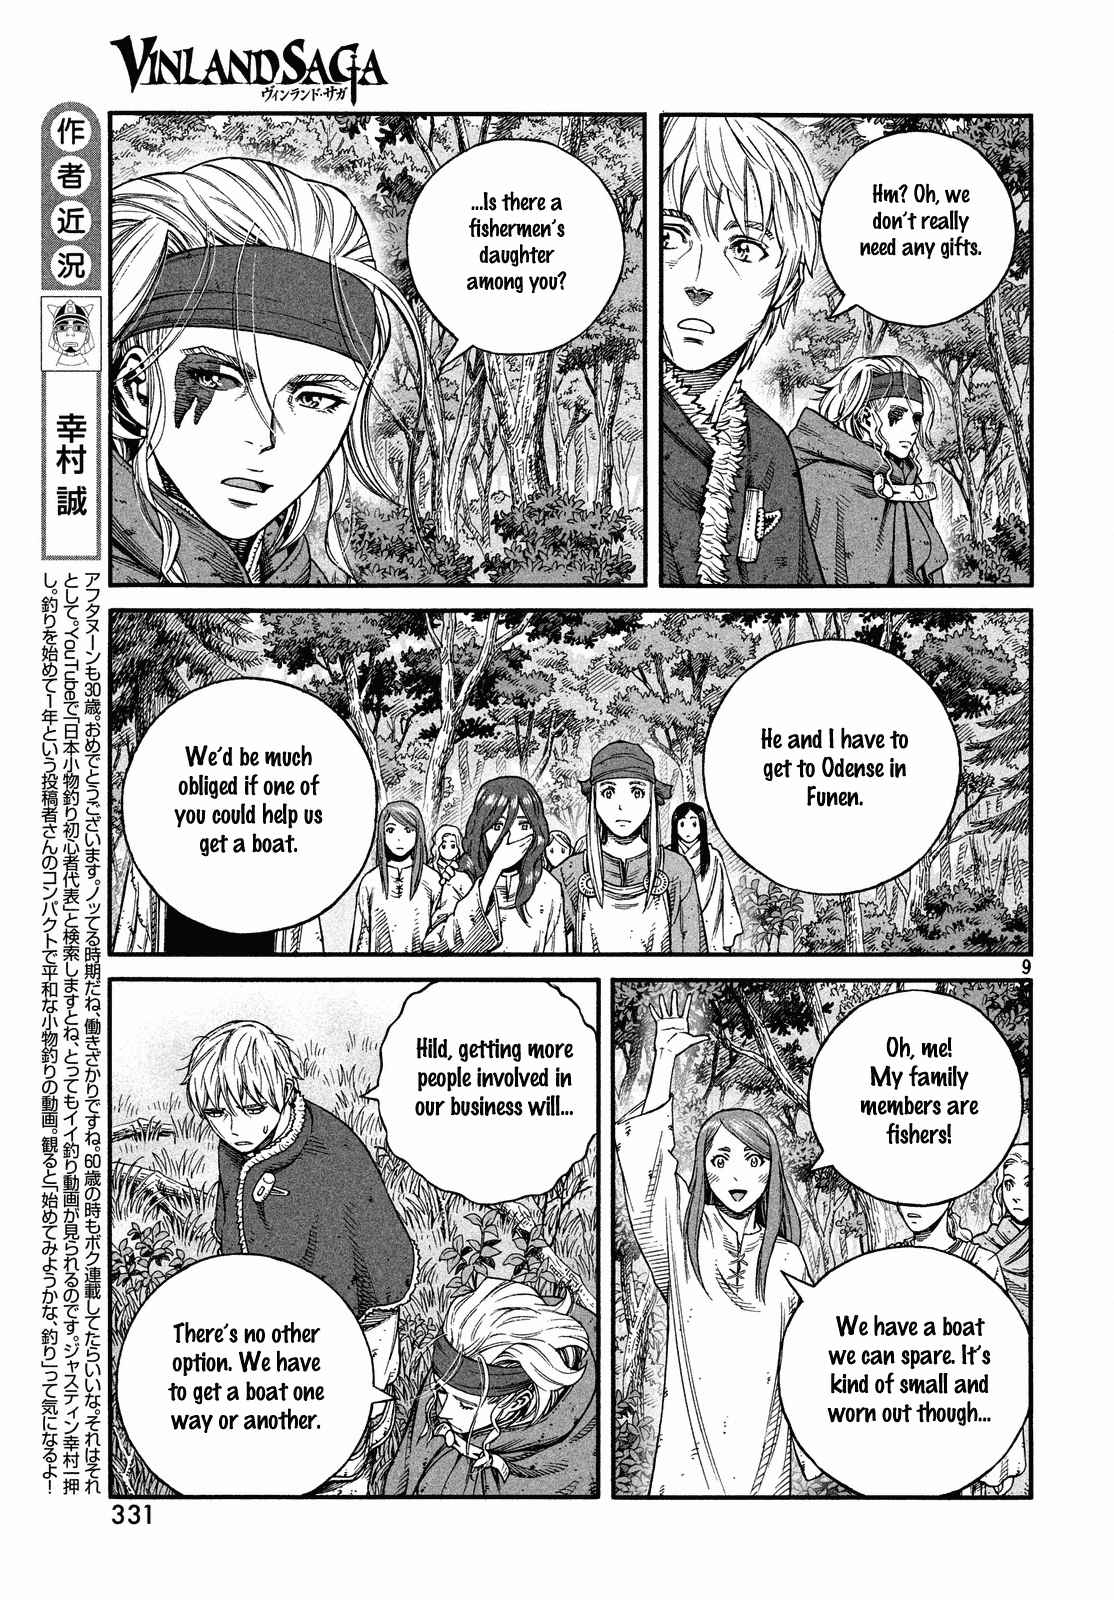 VINLAND SAGA
ヴィンランド・サガ
作者近況
幸村誠
アフタヌーンも30歳。おめでとうございます。ノッてる時期だね、働きざかりですね。60歳の時もボク連載してたらいいな。それはそれ
として。YouTubeで「日本小物釣り初心者代表」と検索しますとね、とってもイイ釣り動画が見られるのです。ジャスティン幸村一押
し。釣りを始めて1年という投稿者さんのコンパクトで平和な小物釣りの動画。観ると「始めてみようかな、釣り」って気になるよ!
Hm? Oh, we
don't really
need any gifts.
...Is there a
fishermen's
daughter
among you?
He and I have to
get to Odense in
Funen.
We'd be much
obliged if one of
you could help us
get a boat.
9
Oh, me!
My family
members are
fishers!
We have a boat
we can spare. It's
kind of small and
worn out though...
Hild, getting more
people involved in
our business will...
There's no other
option. We have
to get a boat one
way or another.
331